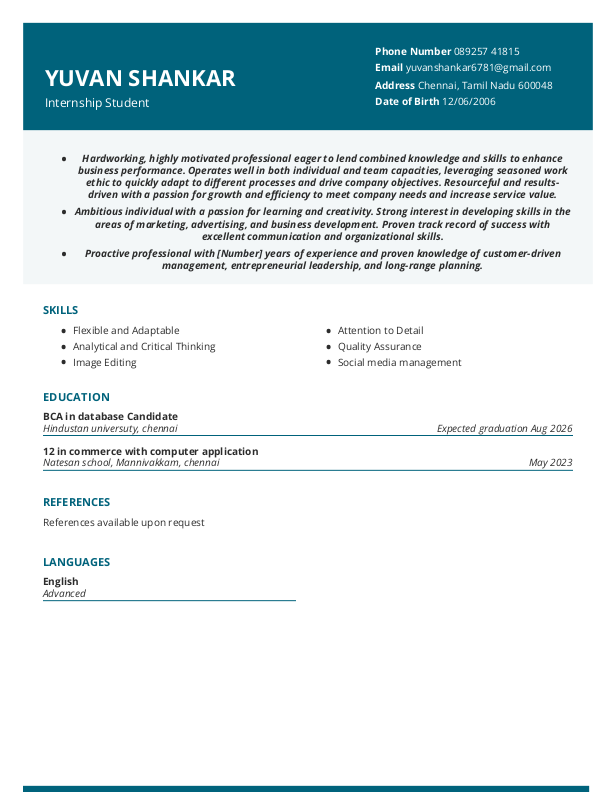 YUVAN SHANKAR
Internship Student
Phone Number 089257 41815
Email yuvanshankar6781@gmail.com
Address Chennai, Tamil Nadu 600048
Date of Birth 12/06/2006
• Hardworking, highly motivated professional eager to lend combined knowledge and skills to enhance
business performance. Operates well in both individual and team capacities, leveraging seasoned work
ethic to quickly adapt to different processes and drive company objectives. Resourceful and results-
driven with a passion for growth and efficiency to meet company needs and increase service value.
• Ambitious individual with a passion for learning and creativity. Strong interest in developing skills in the
areas of marketing, advertising, and business development. Proven track record of success with
excellent communication and organizational skills.
• Proactive professional with [Number] years of experience and proven knowledge of customer-driven
management, entrepreneurial leadership, and long-range planning.
SKILLS
• Flexible and Adaptable
• Analytical and Critical Thinking
• Image Editing
• Attention to Detail
• Quality Assurance
• Social media management
EDUCATION
BCA in database Candidate
Hindustan universuty, chennai Expected graduation Aug 2026
12 in commerce with computer application
Natesan school, Mannivakkam, chennai May 2023
REFERENCES
References available upon request
LANGUAGES
English
Advanced